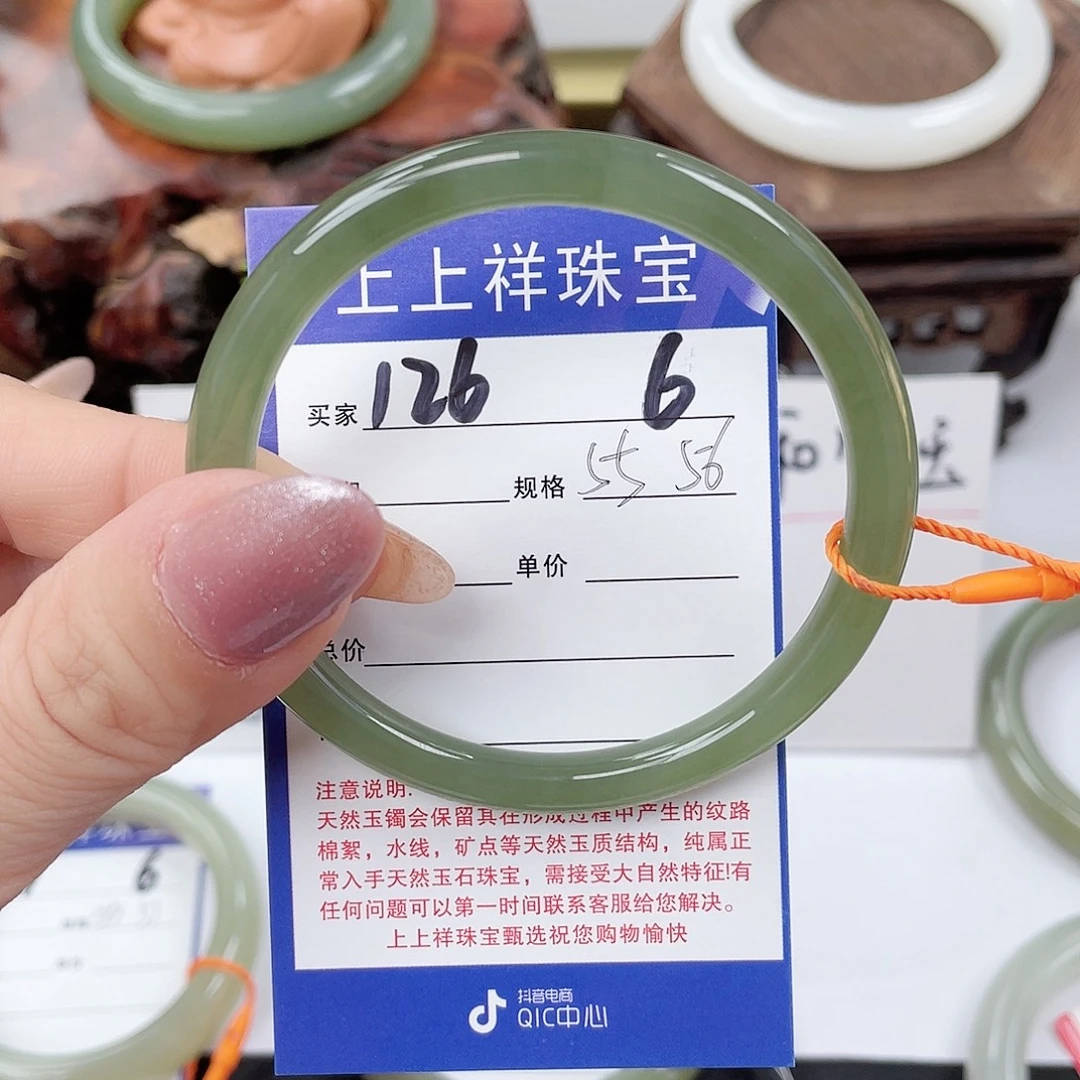 上上祥珠宝
买家 126 6
规格 55 56
单价
总价
注意说明:
天然玉镯会保留其在形成过程中产生的纹路
棉絮，水线，矿点等天然玉质结构，纯属正
常入手天然玉石珠宝，需接受大自然特征!有
任何问题可以第一时间联系客服给您解决。
上上祥珠宝甄选祝您购物愉快
抖音电商
QIC中心
6